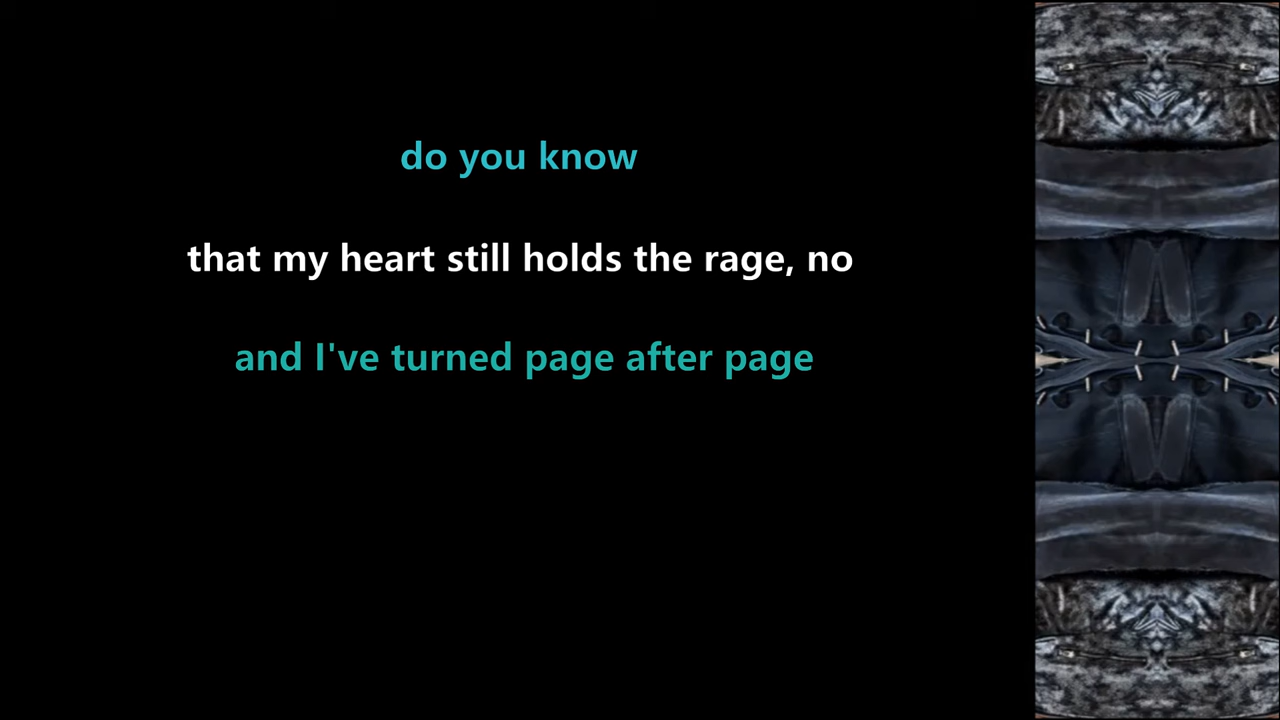 do you know
that my heart still holds the rage, no
and I've turned page after page